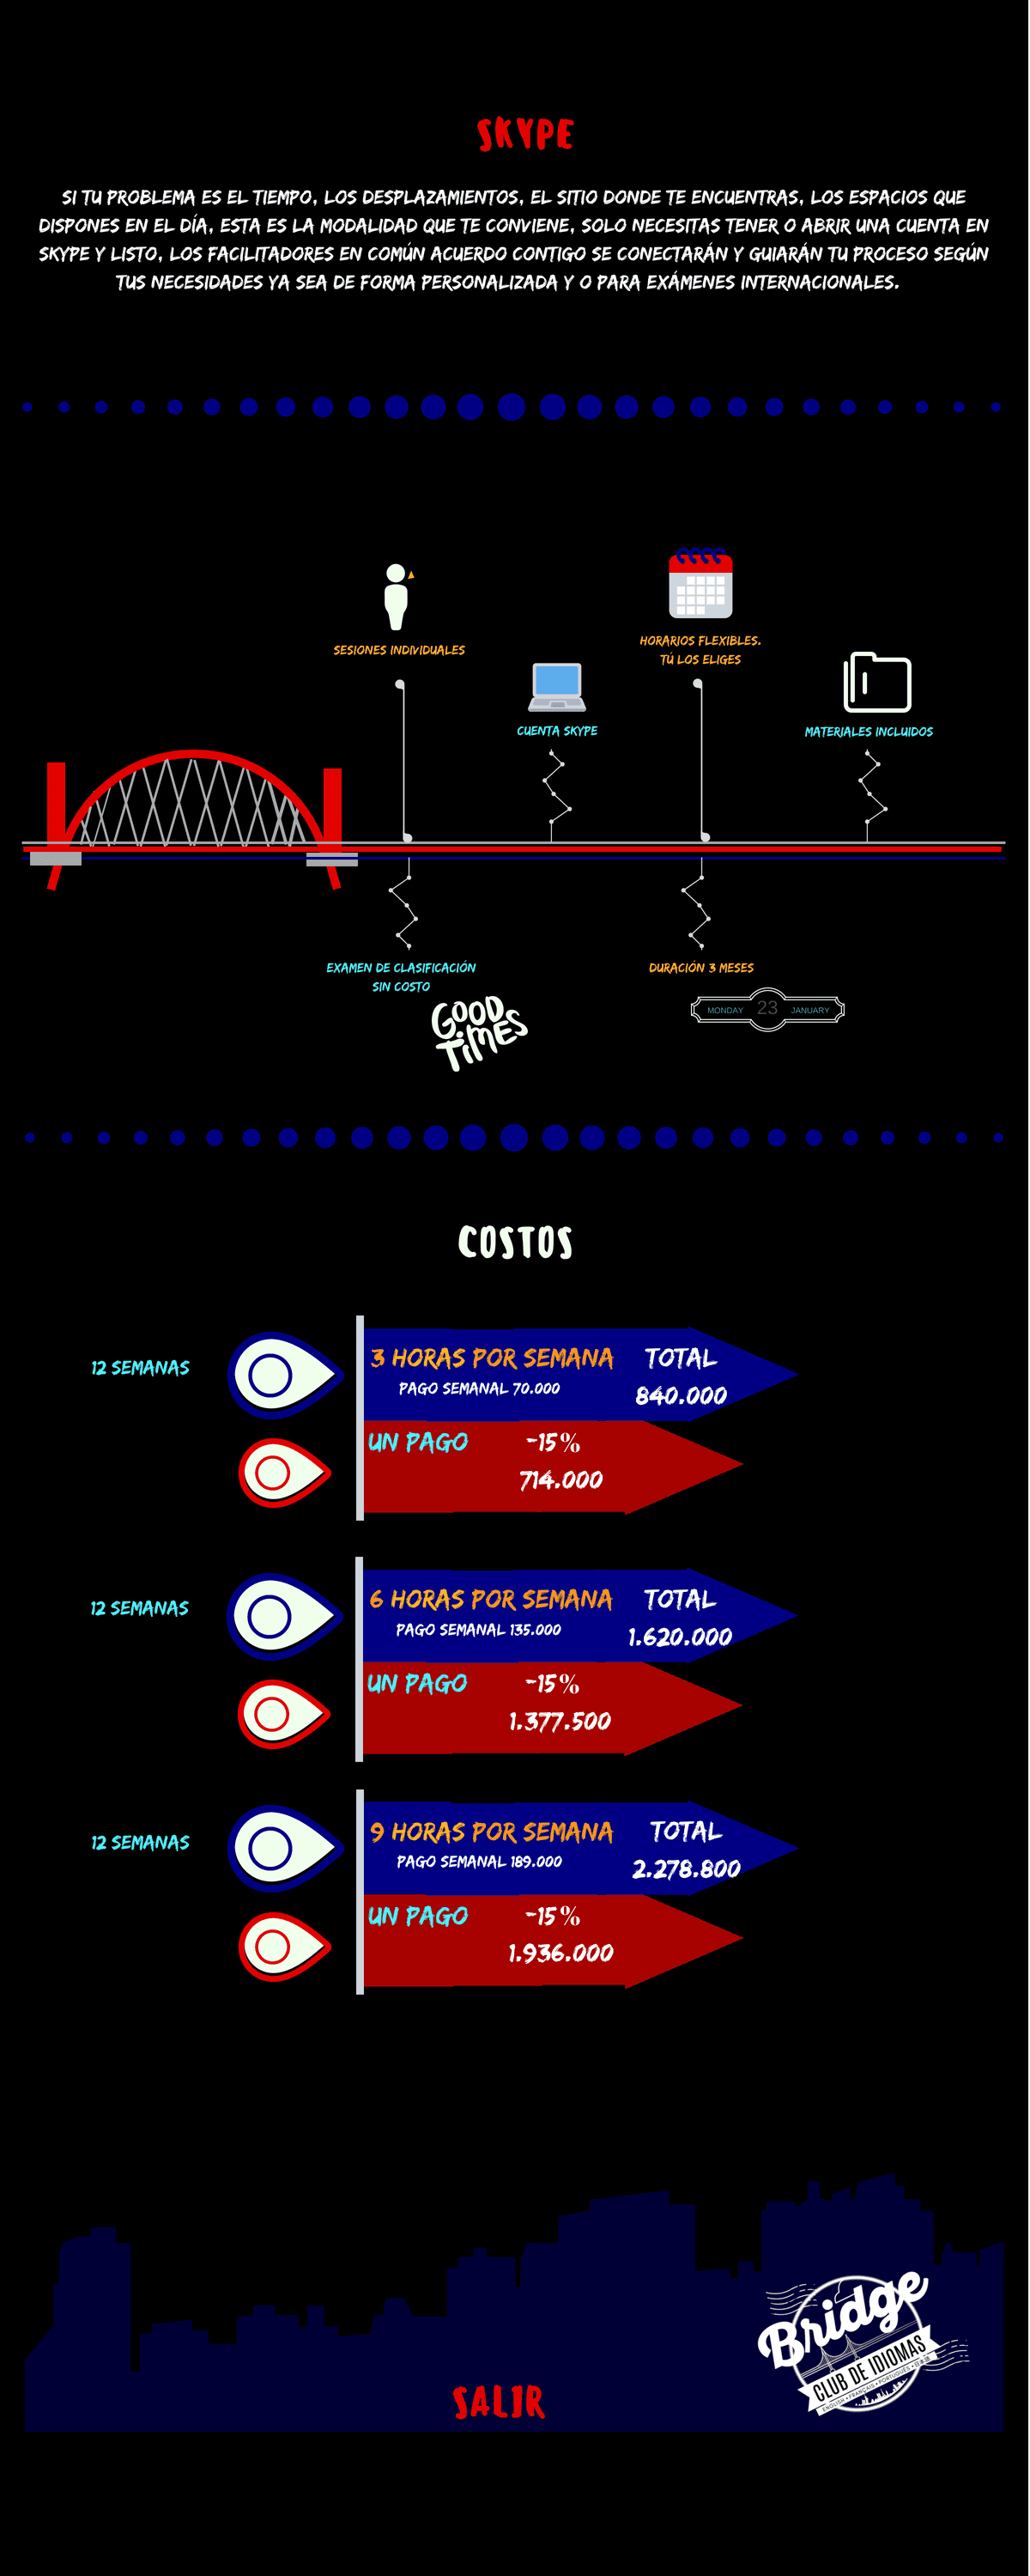 SKYPE
SI TU PROBLEMA ES EL TIEMPO, LOS DESPLAZAMIENTOS, EL SITIO DONDE TE ENCUENTRAS, LOS ESPACIOS QUE
DISPONES EN EL DÍA, ESTA ES LA MODALIDAD QUE TE CONVIENE, SOLO NECESITAS TENER O ABRIR UNA CUENTA EN
SKYPE Y LISTO, LOS FACILITADORES EN COMÚN ACUERDO CONTIGO SE CONECTARÁN Y GUIARÁN TU PROCESO SEGÚN
TUS NECESIDADES YA SEA DE FORMA PERSONALIZADA Y O PARA EXÁMENES INTERNACIONALES.
SESIONES INDIVIDUALES
HORARIOS FLEXIBLES.
TÚ LOS ELIGES
CUENTA SKYPE
MATERIALES INCLUIDOS
EXAMEN DE CLASIFICACIÓN
SIN COSTO
DURACIÓN 3 MESES
GOOD
TIMES
MONDAY 23 JANUARY
COSTOS
12 SEMANAS
3 HORAS POR SEMANA TOTAL
PAGO SEMANAL 70.000 840.000
UN PAGO -15%
714.000
12 SEMANAS
6 HORAS POR SEMANA TOTAL
PAGO SEMANAL 135.000 1.620.000
UN PAGO -15%
1.377.500
12 SEMANAS
9 HORAS POR SEMANA TOTAL
PAGO SEMANAL 189.000 2.278.800
UN PAGO -15%
1.936.000
Bridge
CLUB DE IDIOMAS
ENGLISH • FRANÇAIS • PORTUGUÊS •
SALIR